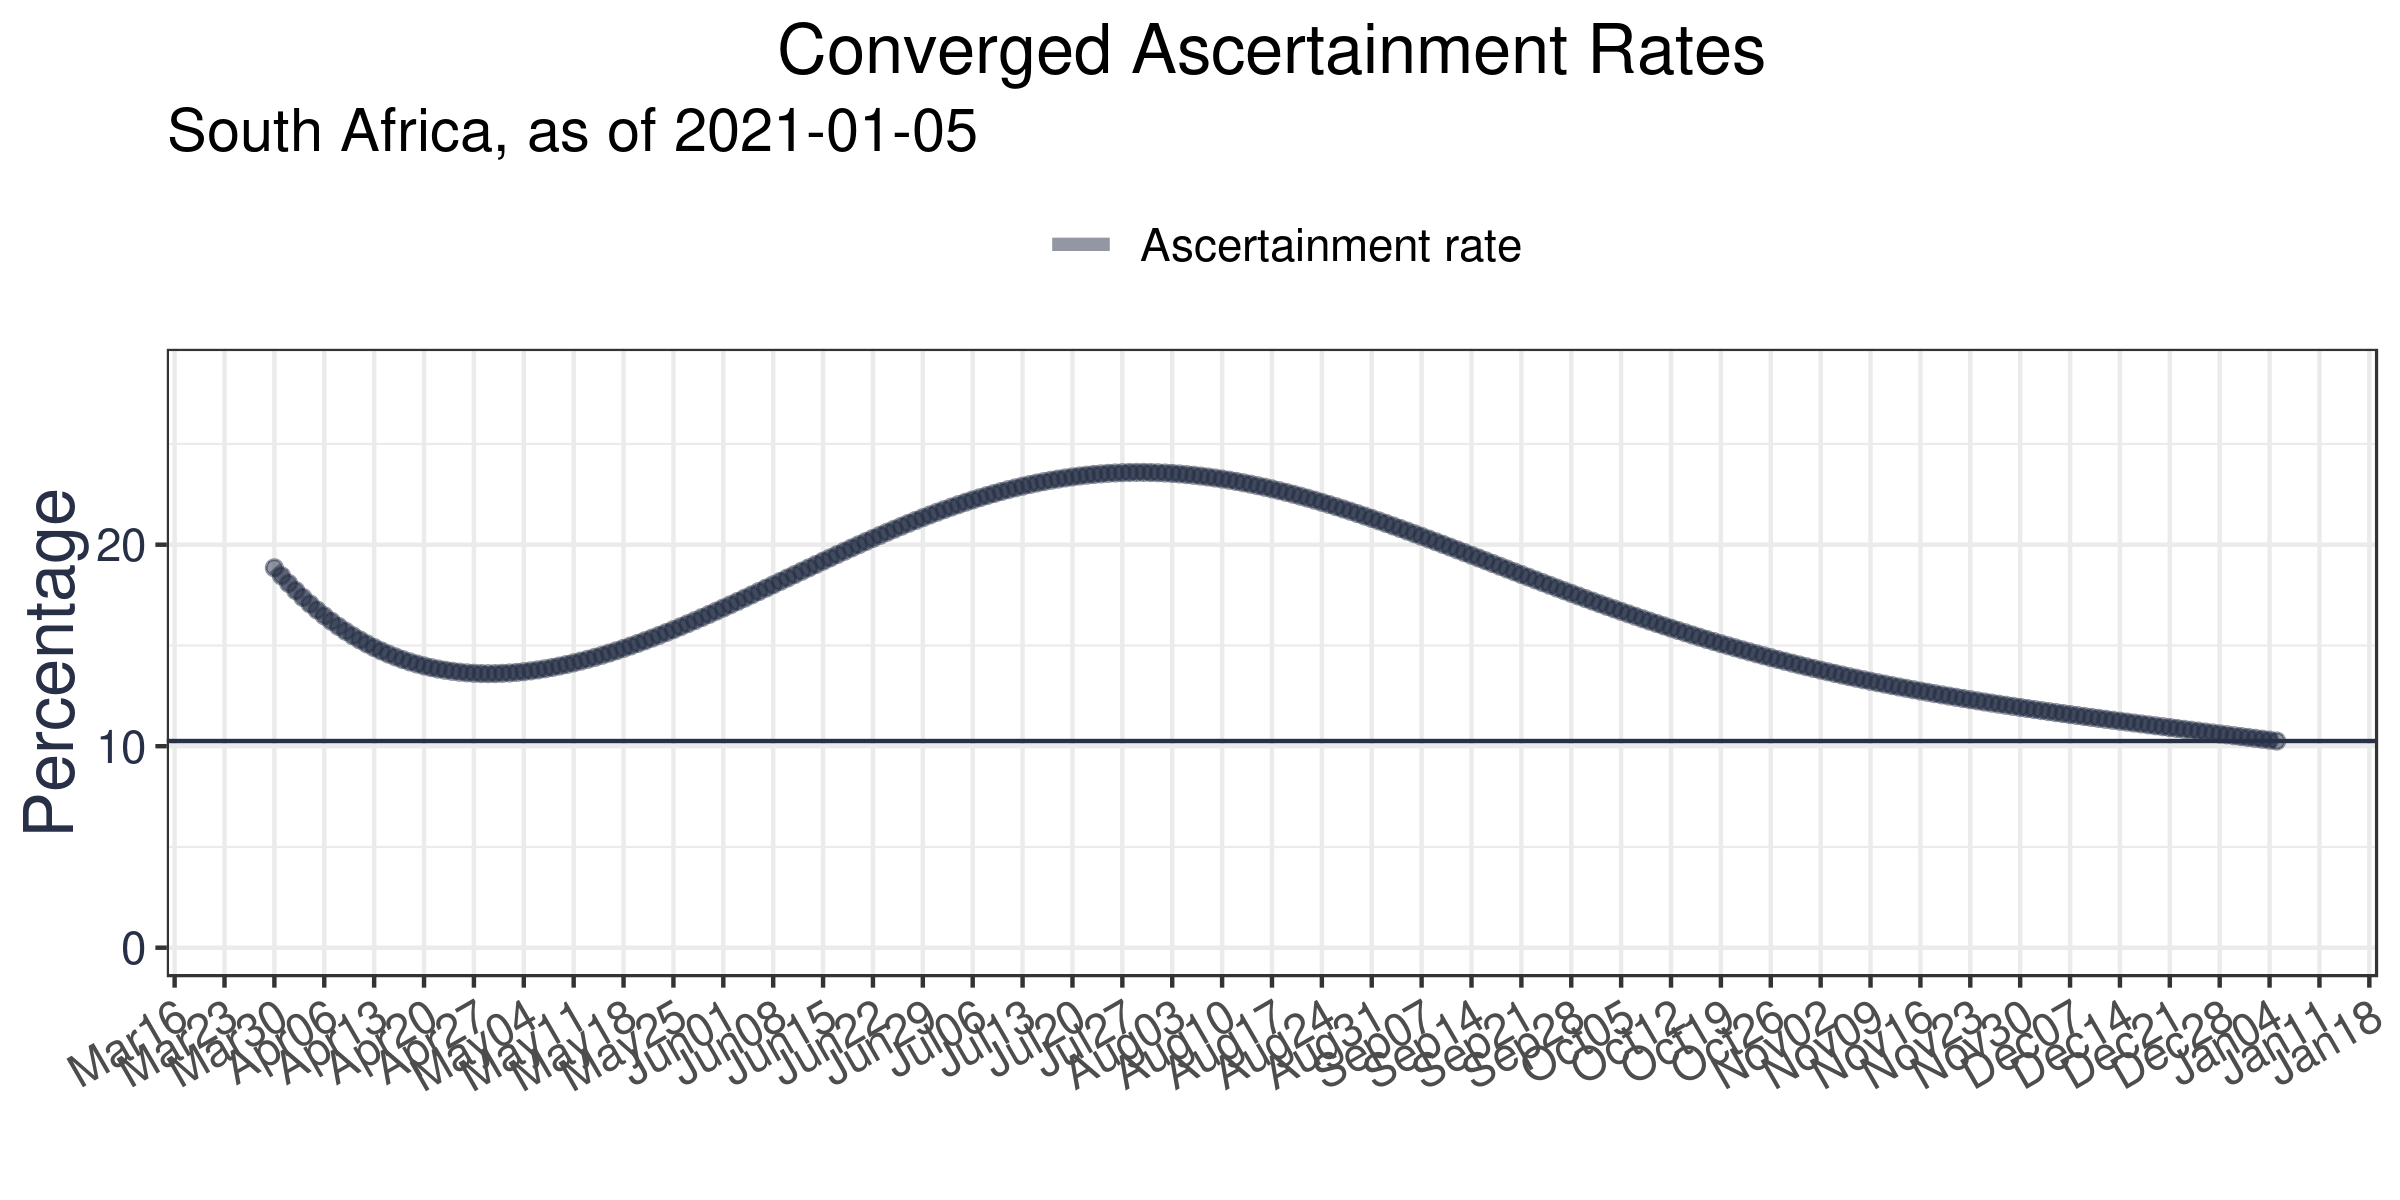 Converged Ascertainment Rates
South Africa, as of 2021-01-05
Ascertainment rate
Percentage
20
10
0
Mar16
Mar23
Mar30
Apr06
Apr13
Apr20
Apr27
May04
May11
May18
May25
Jun01
Jun08
Jun15
Jun22
Jun29
Jul06
Jul13
Jul20
Jul27
Aug03
Aug10
Aug17
Aug24
Aug31
Sep07
Sep14
Sep21
Sep28
Oct05
Oct12
Oct19
Oct26
Nov02
Nov09
Nov16
Nov23
Nov30
Dec07
Dec14
Dec21
Dec28
Jan04
Jan11
Jan18